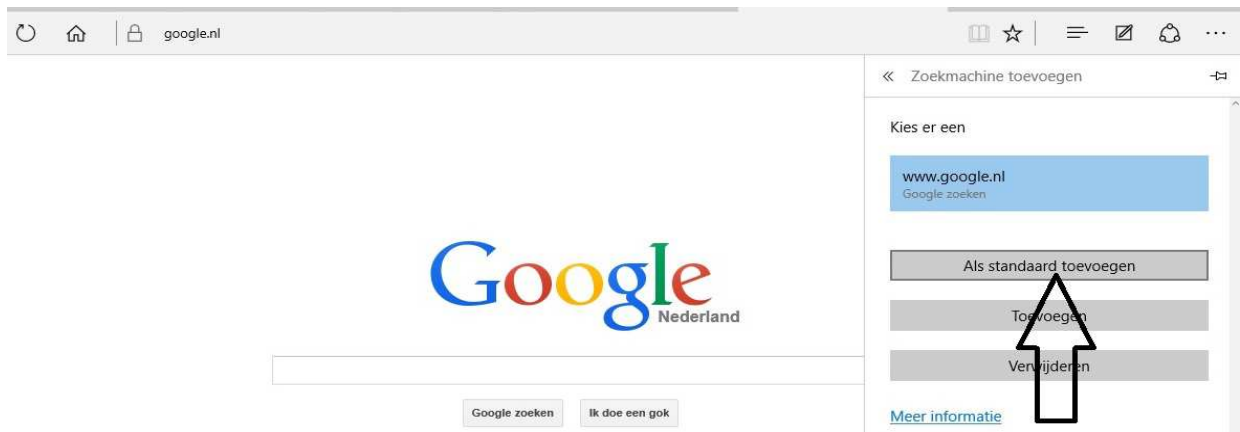 google.nl
Zoekmachine toevoegen
Kies er een
www.google.nl
Google zoeken
Als standaard toevoegen
Toevoegen
Verwijderen
Meer informatie
Google
Nederland
Google zoeken
Ik doe een gok